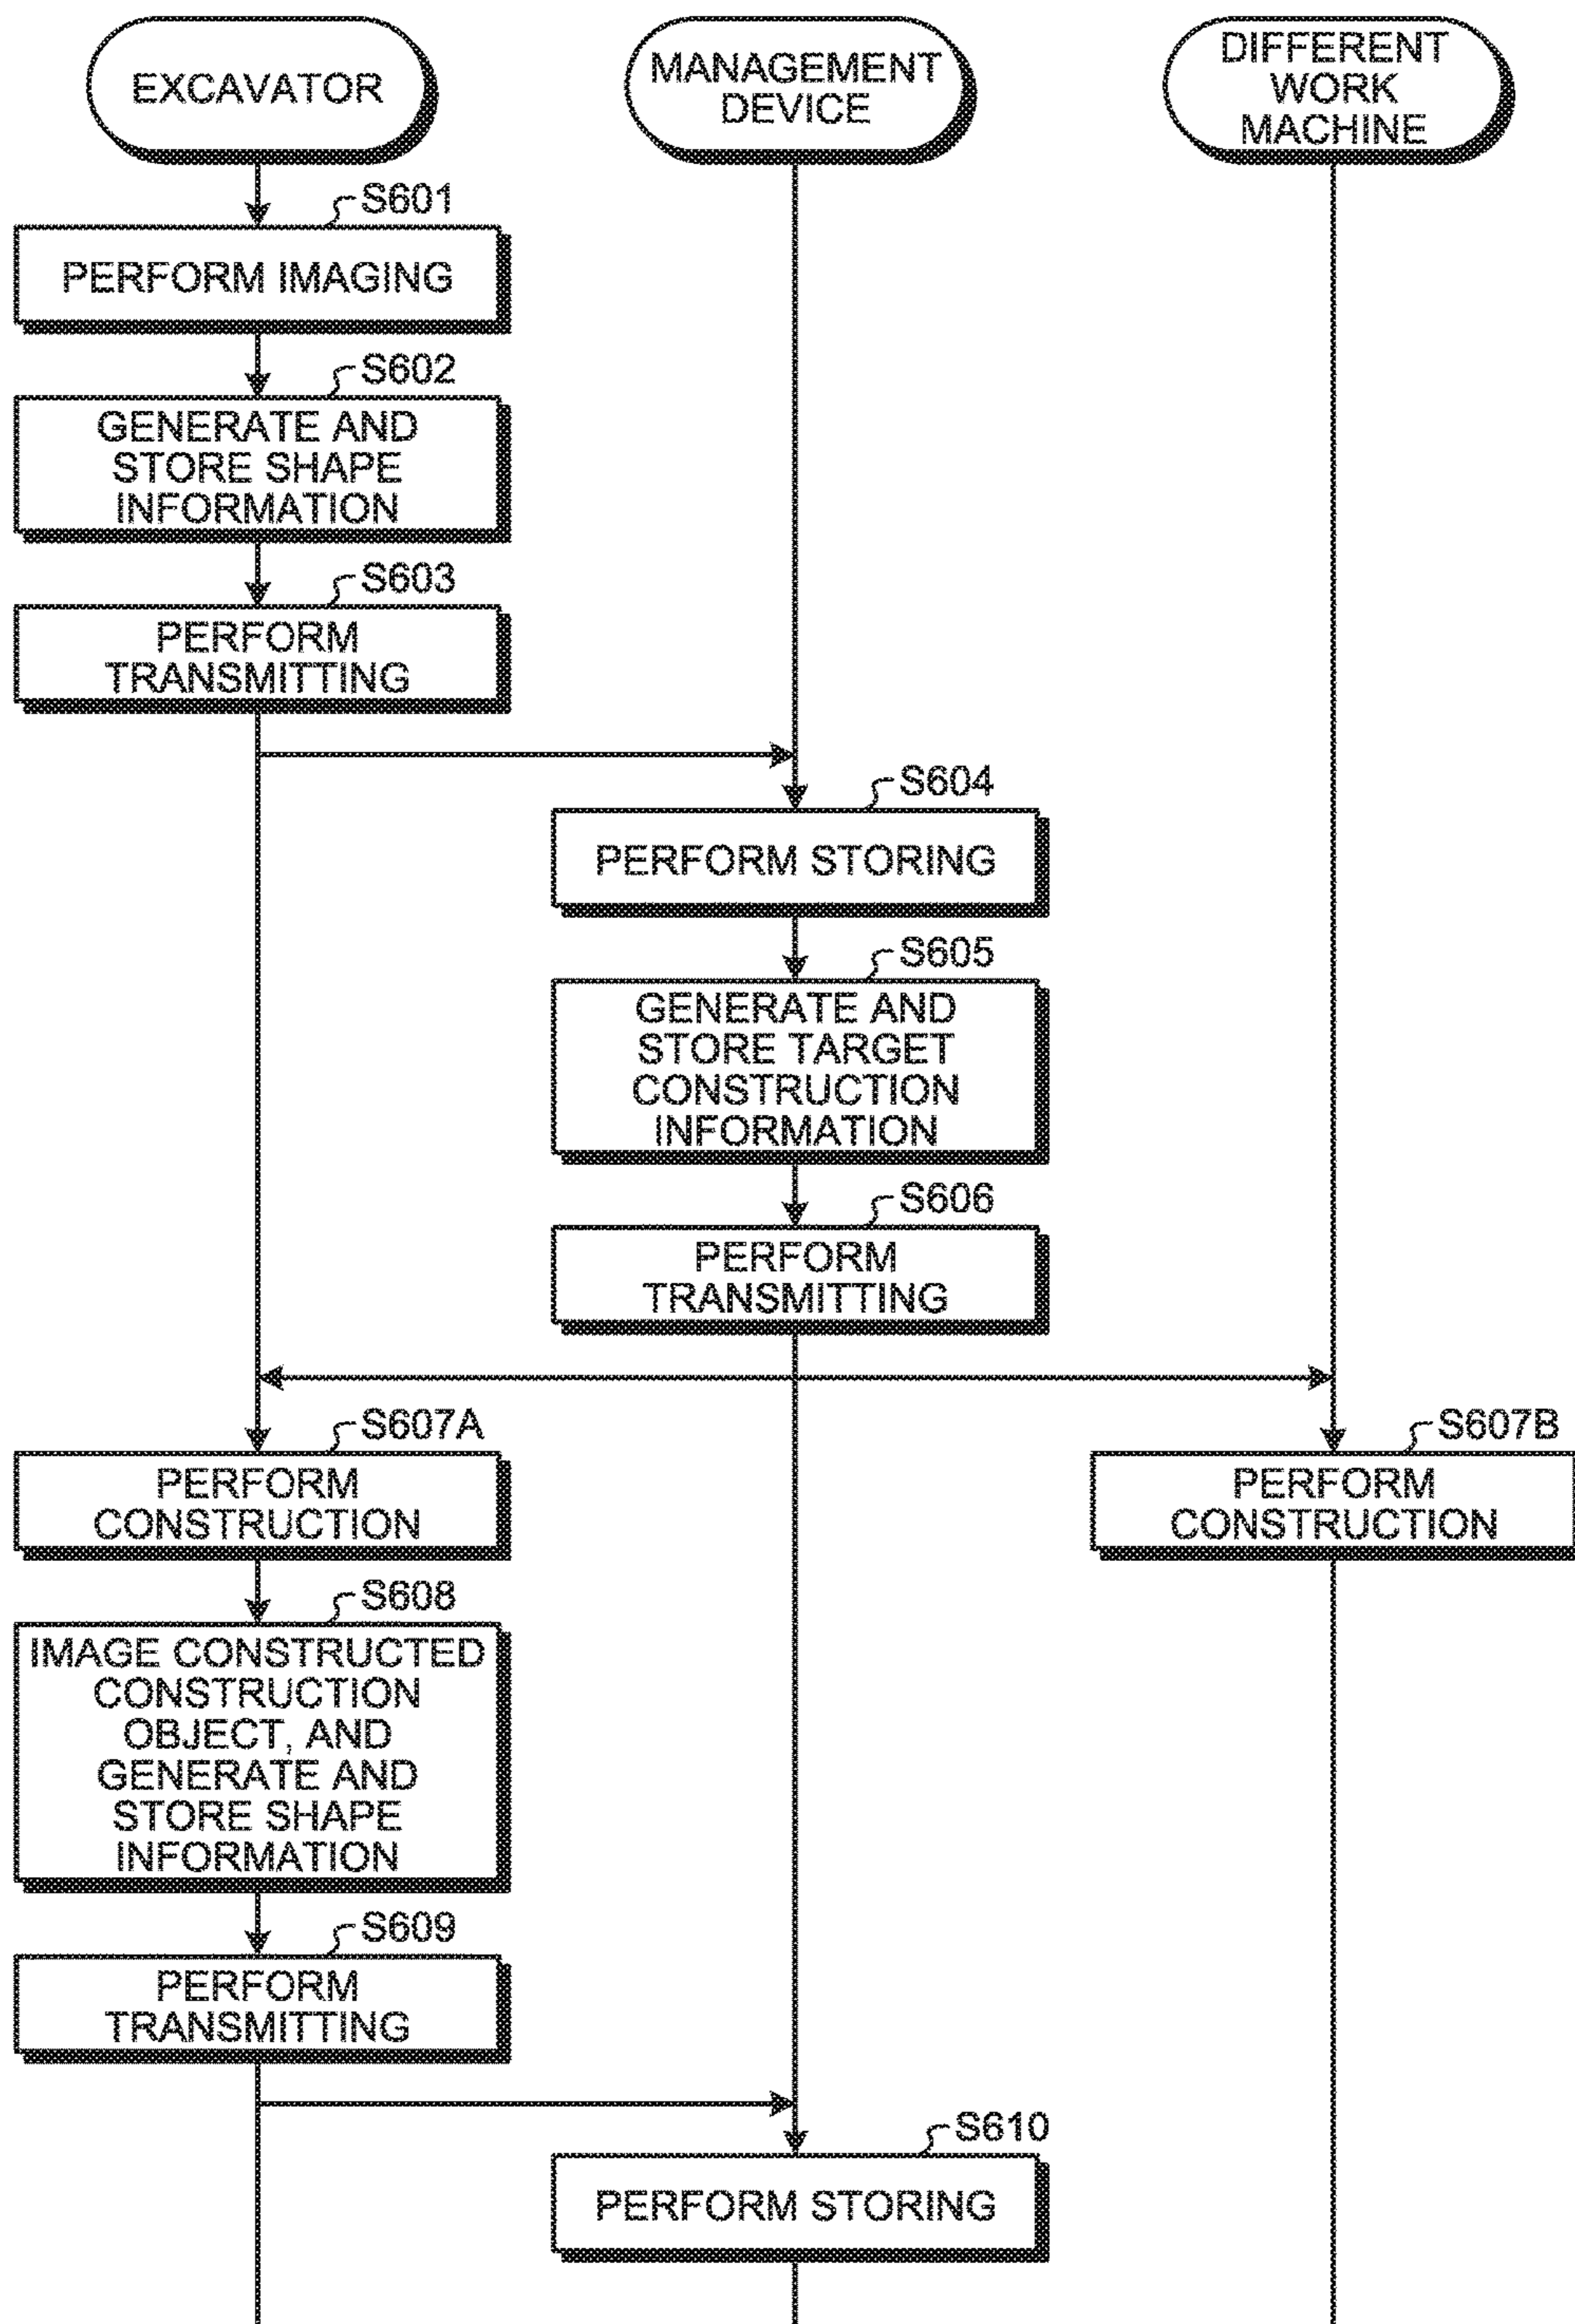 EXCAVATOR
MANAGEMENT
DEVICE
DIFFERENT
WORK
MACHINE
S601
PERFORM IMAGING
S602
GENERATE AND
STORE SHAPE
INFORMATION
S603
PERFORM
TRANSMITTING
S604
PERFORM STORING
S605
GENERATE AND
STORE TARGET
CONSTRUCTION
INFORMATION
S606
PERFORM
TRANSMITTING
S607A
PERFORM
CONSTRUCTION
S607B
PERFORM
CONSTRUCTION
S608
IMAGE CONSTRUCTED
CONSTRUCTION
OBJECT, AND
GENERATE AND
STORE SHAPE
INFORMATION
S609
PERFORM
TRANSMITTING
S610
PERFORM STORING